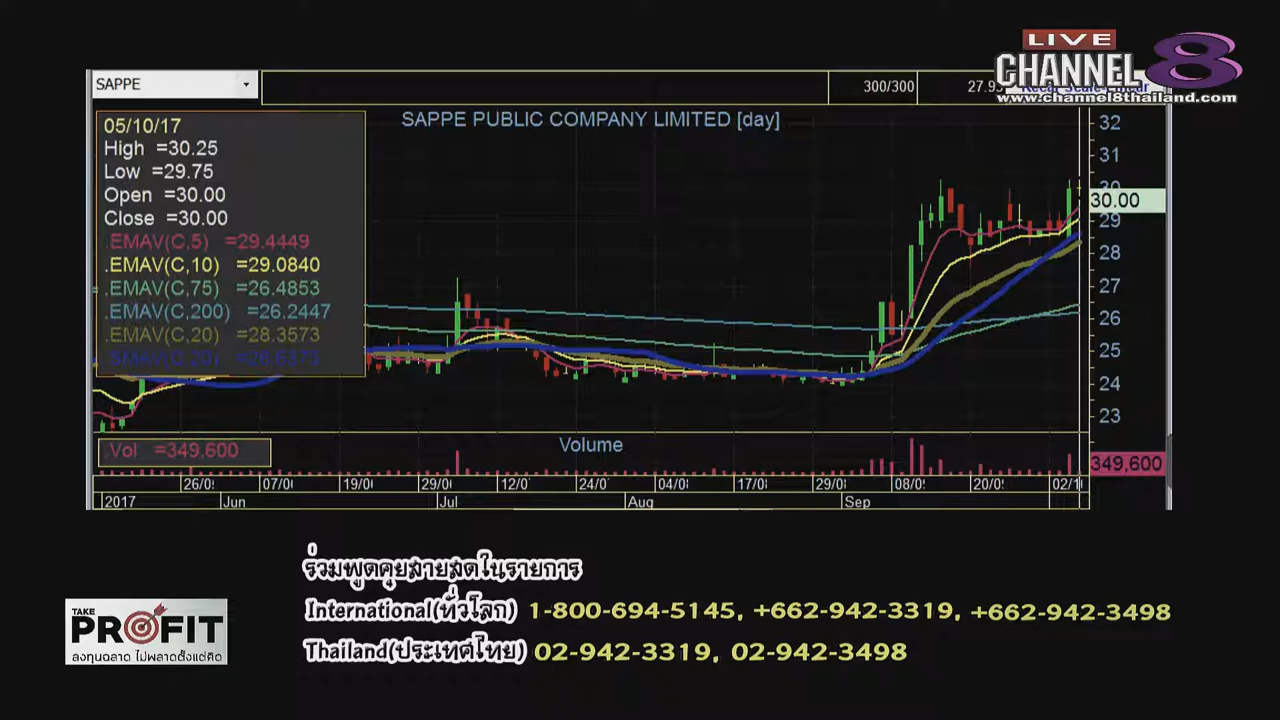 LIVE
CHANNEL 8
www.channel8thailand.com
SAPPE
300/300
SAPPE PUBLIC COMPANY LIMITED [day]
05/10/17
High =30.25
Low =29.75
Open =30.00
Close =30.00
.EMAV(C,5) =29.4449
.EMAV(C,10) =29.0840
.EMAV(C,75) =26.4853
.EMAV(C,200) =26.2447
.EMAV(C,20) =28.3573
32
31
30
30.00
29
28
27
26
25
24
23
.Vol =349,600
Volume
349,600
26/0 07/0 19/0 29/0 12/0 24/0 04/0 17/0 29/0 08/0 20/0 02/1
2017 Jun Jul Aug Sep
ร่วมพูดคุยสายสดในรายการ
International(ทั่วโลก) 1-800-694-5145, +662-942-3319, +662-942-3498
Thailand(ประเทศไทย) 02-942-3319, 02-942-3498
TAKE
PROFIT
ลงทุนฉลาด ไม่พลาดตั้งแต่คิด